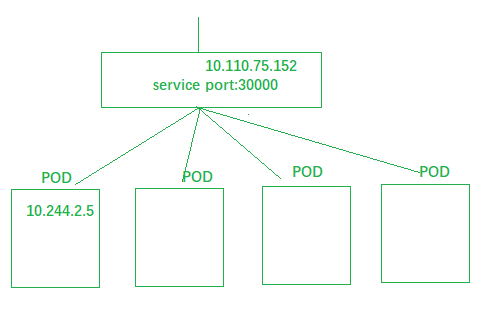 10.110.75.152
service port:30000
POD
POD
POD
POD
10.244.2.5